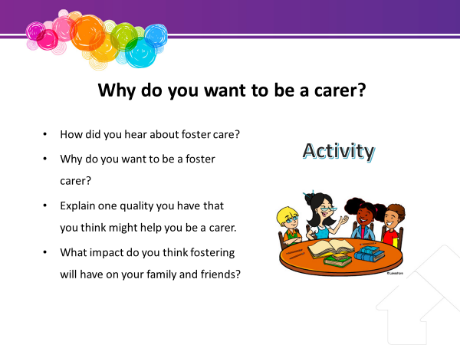 Why do you want to be a carer?
• How did you hear about foster care?
• Why do you want to be a foster
carer?
• Explain one quality you have that
you think might help you be a carer.
• What impact do you think fostering
will have on your family and friends?
Activity